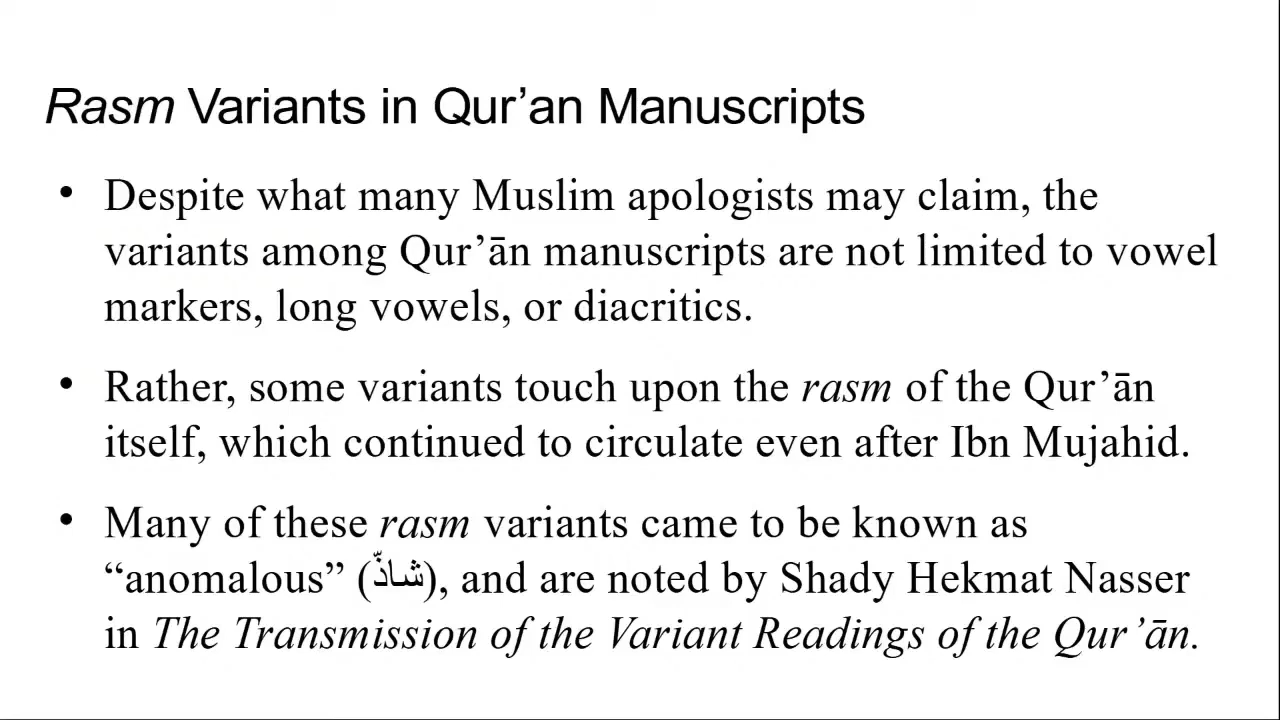 Rasm Variants in Qur’an Manuscripts
• Despite what many Muslim apologists may claim, the
variants among Qur’ān manuscripts are not limited to vowel
markers, long vowels, or diacritics.
• Rather, some variants touch upon the rasm of the Qur’ān
itself, which continued to circulate even after Ibn Mujahid.
• Many of these rasm variants came to be known as
“anomalous” (شاذّ), and are noted by Shady Hekmat Nasser
in The Transmission of the Variant Readings of the Qur’ān.